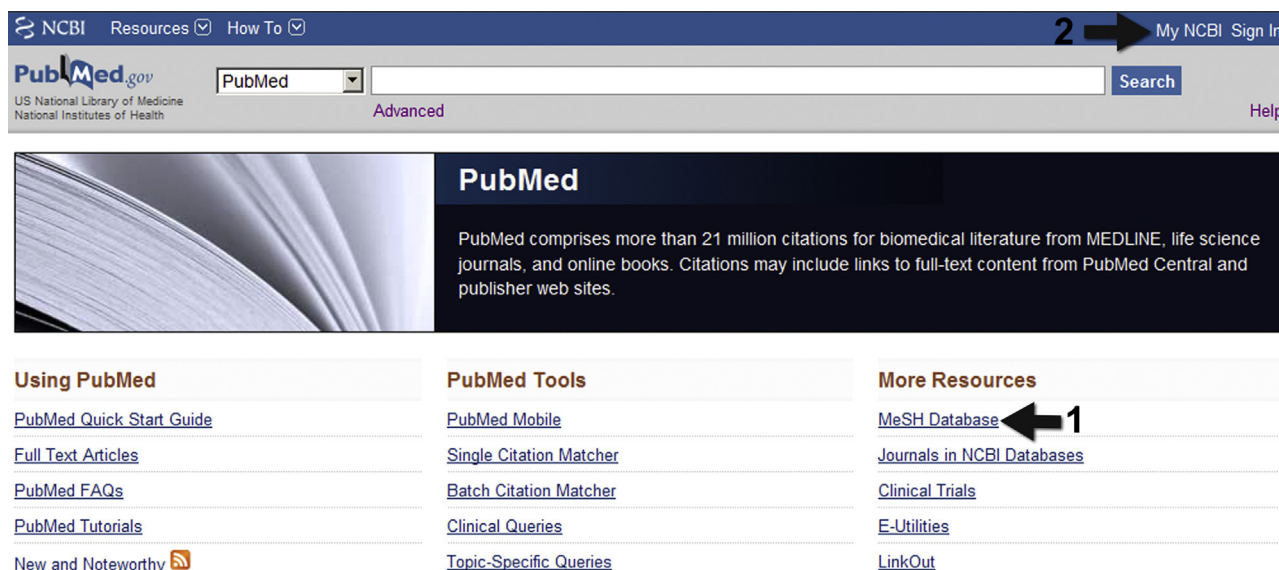 NCBI Resources How To 2 My NCBI Sign In
PubMed.gov
US National Library of Medicine
National Institutes of Health
PubMed
Search
Advanced
Help
PubMed
PubMed comprises more than 21 million citations for biomedical literature from MEDLINE, life science
journals, and online books. Citations may include links to full-text content from PubMed Central and
publisher web sites.
Using PubMed
PubMed Quick Start Guide
Full Text Articles
PubMed FAQs
PubMed Tutorials
New and Noteworthy
PubMed Tools
PubMed Mobile
Single Citation Matcher
Batch Citation Matcher
Clinical Queries
Topic-Specific Queries
More Resources
MeSH Database 1
Journals in NCBI Databases
Clinical Trials
E-Utilities
LinkOut